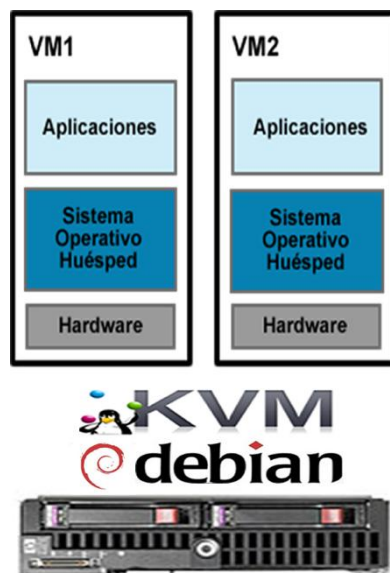 VM1
Aplicaciones
Sistema
Operativo
Huésped
Hardware
VM2
Aplicaciones
Sistema
Operativo
Huésped
Hardware
KVM
debian